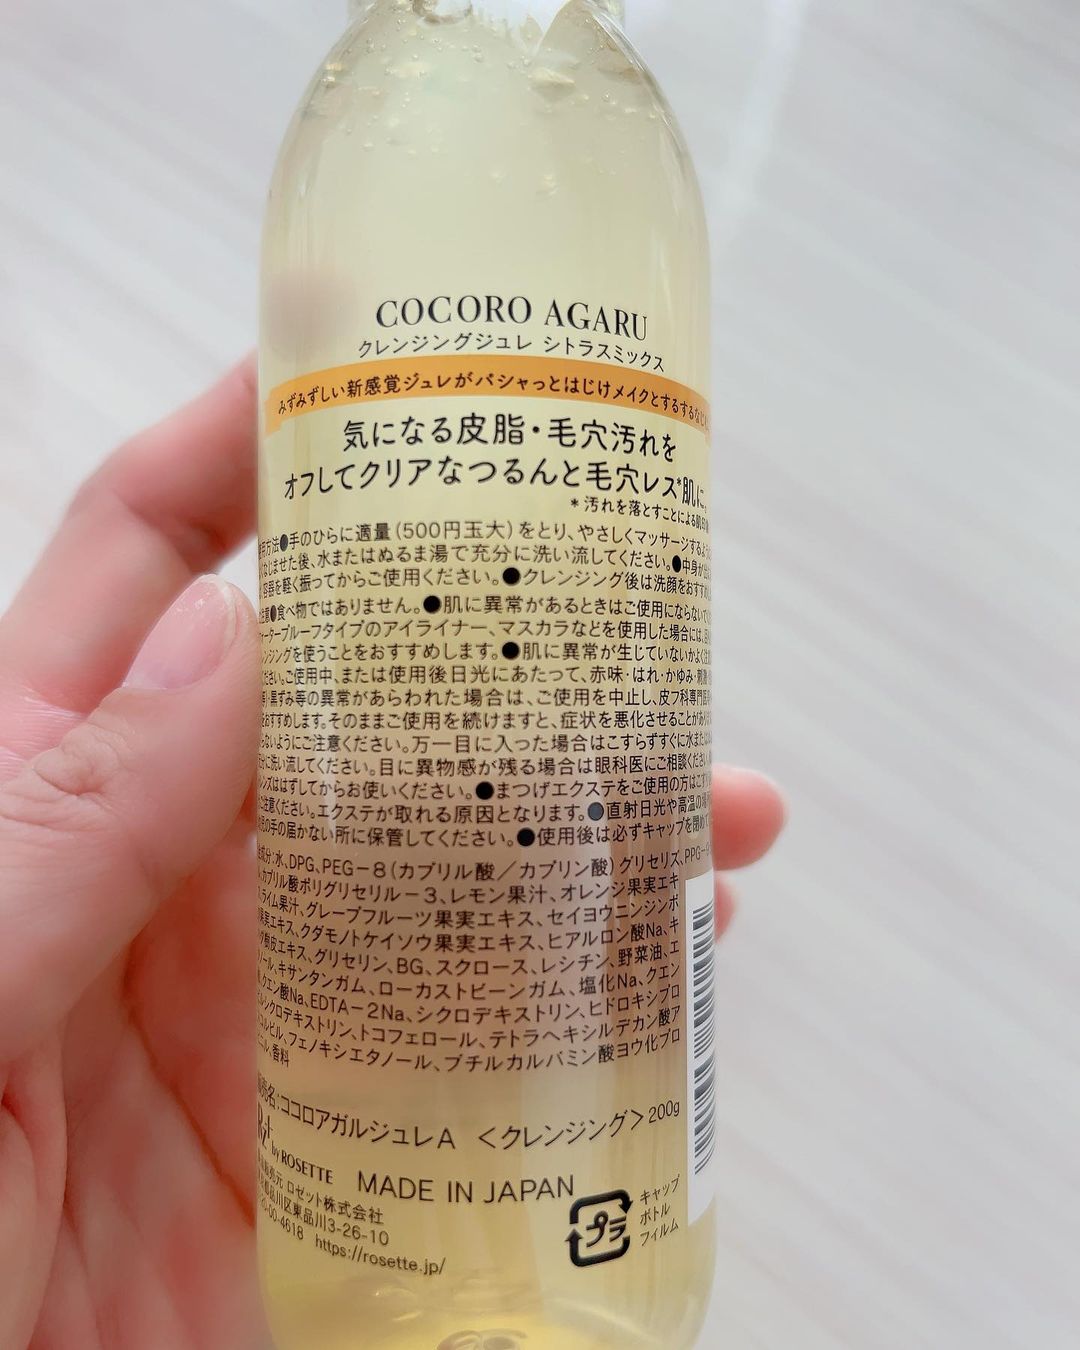 COCORO AGARU
クレンジングジュレ シトラスミックス
みずみずしい新感覚ジュレがパシャっとはじけメイクとするするなじむ
気になる皮脂・毛穴汚れを
オフしてクリアなつるんと毛穴レス*肌に。
*汚れを落とすことによる肌印
用方法●手のひらに適量(500円玉大)をとり、やさしくマッサージするよう
なじませた後、水またはぬるま湯で充分に洗い流してください。●中身が出
容器を軽く振ってからご使用ください。●クレンジング後は洗顔をおすすめし
注意●食べ物ではありません。●肌に異常があるときはご使用にならないで
ォータープルーフタイプのアイライナー、マスカラなどを使用した場合には、
レンジングを使うことをおすすめします。●肌に異常が生じていないかよく注
ださい。ご使用中、または使用後日光にあたって、赤味・はれ・かゆみ・刺激
等)・黒ずみ等の異常があらわれた場合は、ご使用を中止し、皮フ科専門医
をおすすめします。そのままご使用を続けますと、症状を悪化させることがあり
らないようにご注意ください。万一目に入った場合はこすらずすぐに水または
分に洗い流してください。目に異物感が残る場合は眼科医にご相談ください
レンズははずしてからお使いください。●まつげエクステをご使用の方はこす
ご注意ください。エクステが取れる原因となります。●直射日光や高温の場所
児の手の届かない所に保管してください。●使用後は必ずキャップを閉めて
成分:水、DPG、PEG-8(カプリル酸/カプリン酸)グリセリズ、PPG-
カプリル酸ポリグリセリル-3、レモン果汁、オレンジ果実エキ
ライム果汁、グレープフルーツ果実エキス、セイヨウニンジンボ
果実エキス、クダモノトケイソウ果実エキス、ヒアルロン酸Na、キ
ダ樹皮エキス、グリセリン、BG、スクロース、レシチン、野菜油、エ
ノール、キサンタンガム、ローカストビーンガム、塩化Na、クエン
クエン酸Na、EDTA-2Na、シクロデキストリン、ヒドロキシプロ
ピルシクロデキストリン、トコフェロール、テトラヘキシルデカン酸ア
コルビル、フェノキシエタノール、ブチルカルバミン酸ヨウ化プロ
ニル、香料
販売名:ココロアガルジュレA <クレンジング>200g
by ROSETTE
MADE IN JAPAN
ロゼット株式会社
品川区東品川3-26-10
00-4618 https://rosette.jp/
プラ
キャップ
ボトル
フィルム